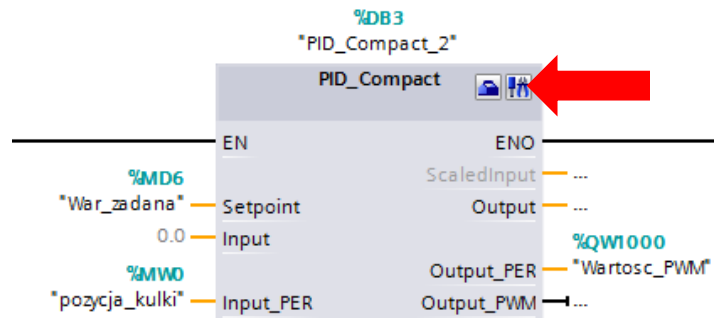 %DB3
"PID_Compact_2"
PID_Compact
EN ENO
ScaledInput ...
%MD6
"War_zadana" Setpoint Output ...
0.0 Input
%QW1000
%MW0
Output_PER "Wartosc_PWM"
"pozycja_kulki" Input_PER Output_PWM ...